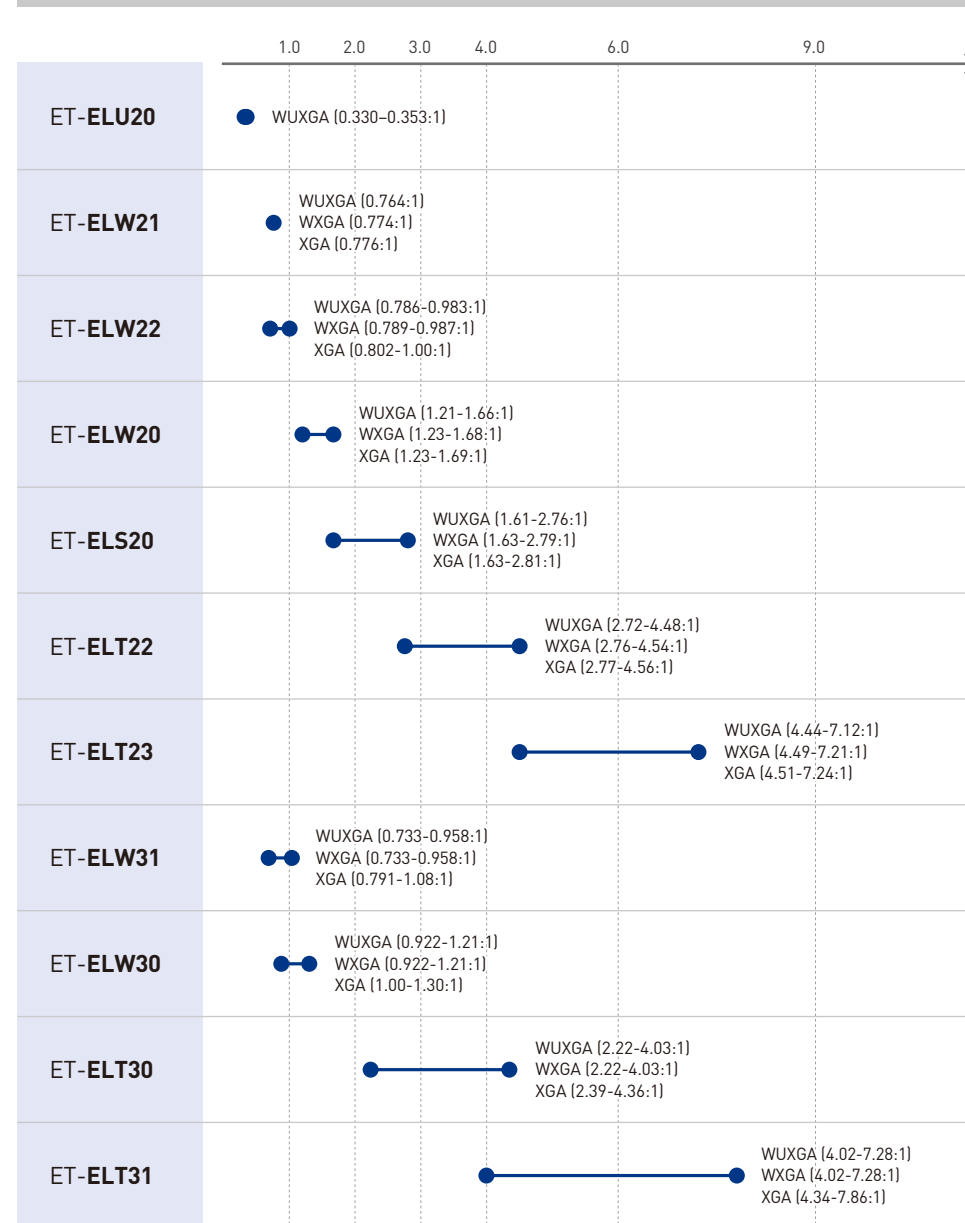 1.0 2.0 3.0 4.0 6.0 9.0
ET-ELU20
WUXGA (0.330–0.353:1)
ET-ELW21
WUXGA (0.764:1)
WXGA (0.774:1)
XGA (0.776:1)
ET-ELW22
WUXGA (0.786-0.983:1)
WXGA (0.789-0.987:1)
XGA (0.802-1.00:1)
ET-ELW20
WUXGA (1.21-1.66:1)
WXGA (1.23-1.68:1)
XGA (1.23-1.69:1)
ET-ELS20
WUXGA (1.61-2.76:1)
WXGA (1.63-2.79:1)
XGA (1.63-2.81:1)
ET-ELT22
WUXGA (2.72-4.48:1)
WXGA (2.76-4.54:1)
XGA (2.77-4.56:1)
ET-ELT23
WUXGA (4.44-7.12:1)
WXGA (4.49-7.21:1)
XGA (4.51-7.24:1)
ET-ELW31
WUXGA (0.733-0.958:1)
WXGA (0.733-0.958:1)
XGA (0.791-1.08:1)
ET-ELW30
WUXGA (0.922-1.21:1)
WXGA (0.922-1.21:1)
XGA (1.00-1.30:1)
ET-ELT30
WUXGA (2.22-4.03:1)
WXGA (2.22-4.03:1)
XGA (2.39-4.36:1)
ET-ELT31
WUXGA (4.02-7.28:1)
WXGA (4.02-7.28:1)
XGA (4.34-7.86:1)